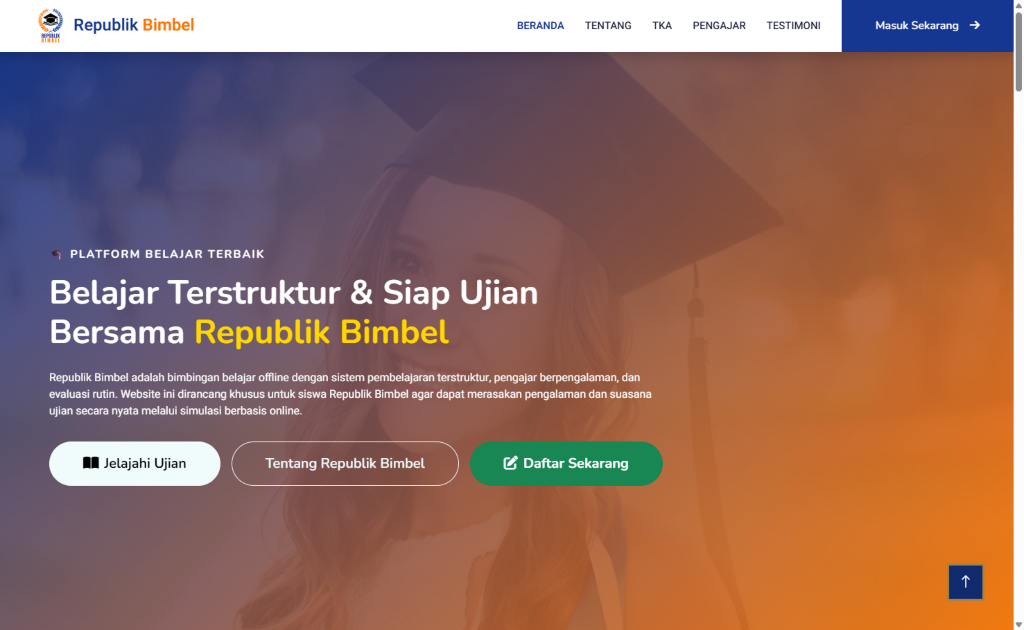 REPUBLIK
BIMBEL
Republik Bimbel
BERANDA
TENTANG
TKA
PENGAJAR
TESTIMONI
Masuk Sekarang
PLATFORM BELAJAR TERBAIK
Belajar Terstruktur & Siap Ujian
Bersama Republik Bimbel
Republik Bimbel adalah bimbingan belajar offline dengan sistem pembelajaran terstruktur, pengajar berpengalaman, dan
evaluasi rutin. Website ini dirancang khusus untuk siswa Republik Bimbel agar dapat merasakan pengalaman dan suasana
ujian secara nyata melalui simulasi berbasis online.
Jelajahi Ujian
Tentang Republik Bimbel
Daftar Sekarang